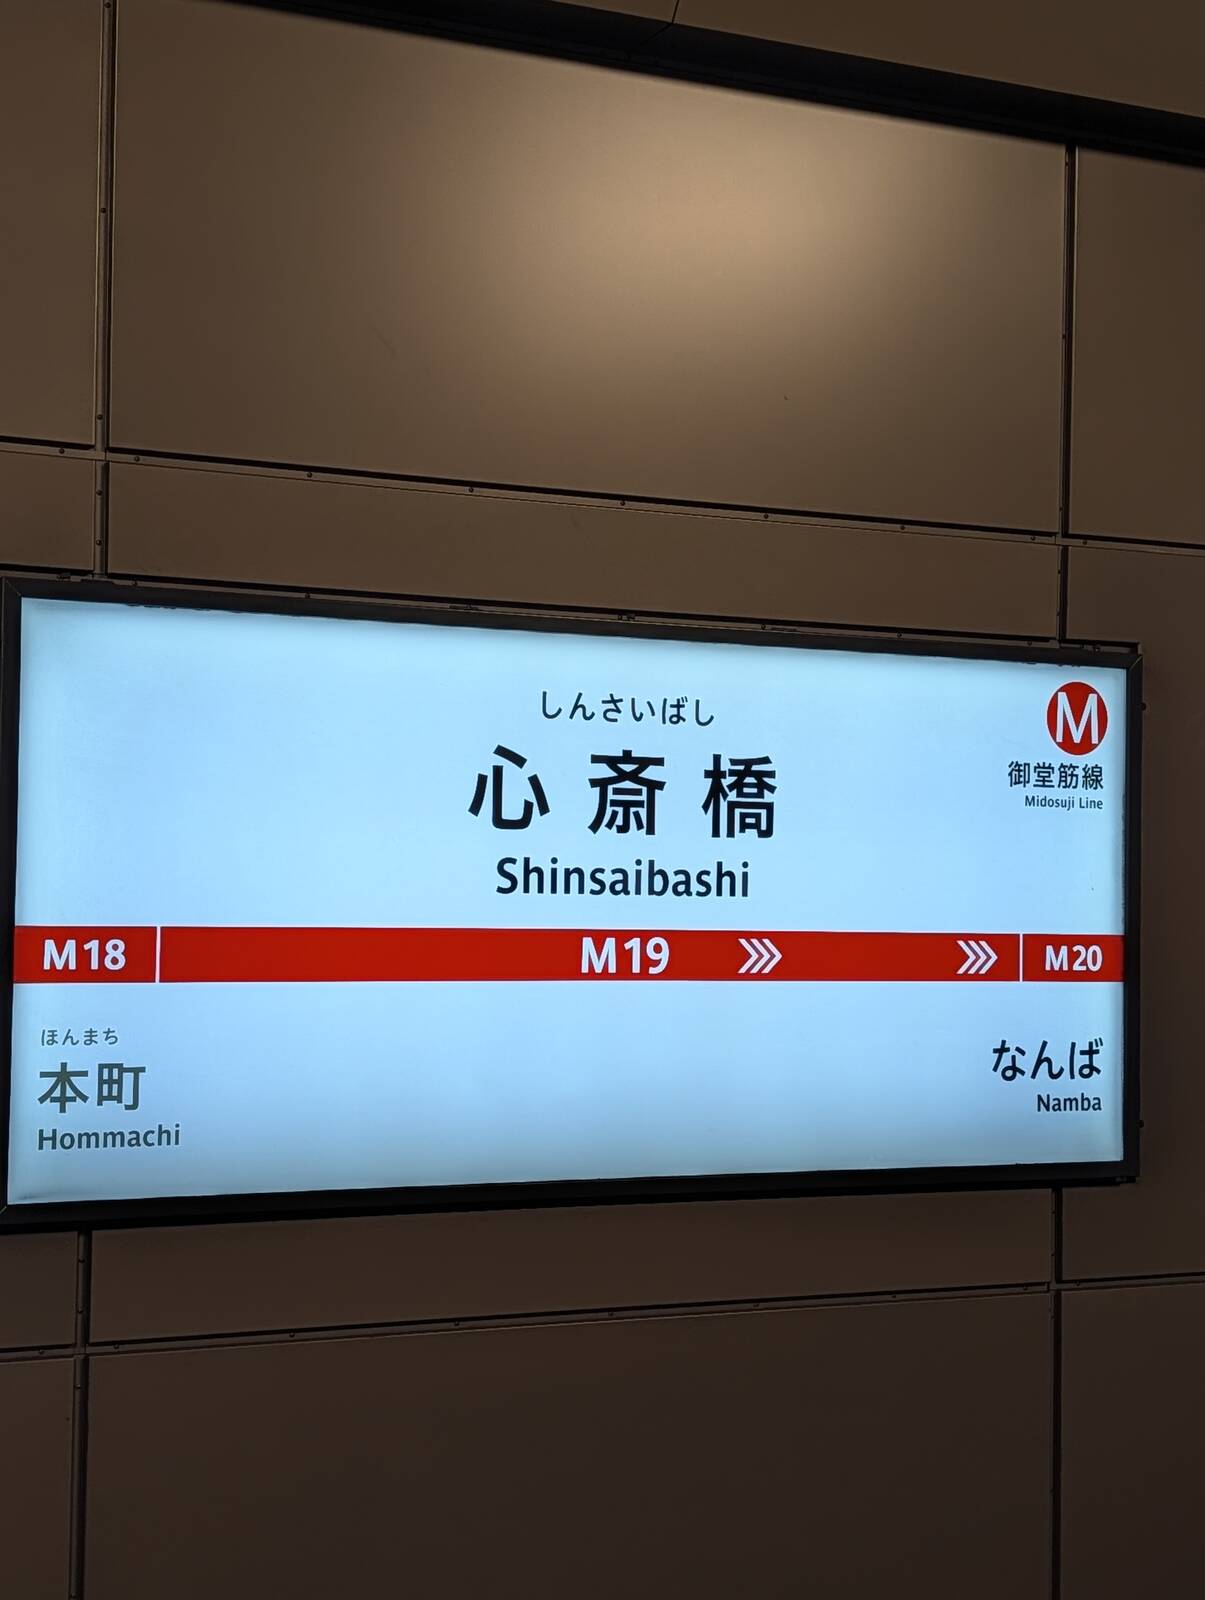 しんさいばし
心斎橋
Shinsaibashi
M
御堂筋線
Midosuji Line
M18
M19
M20
ほんまち
本町
Hommachi
なんば
Namba